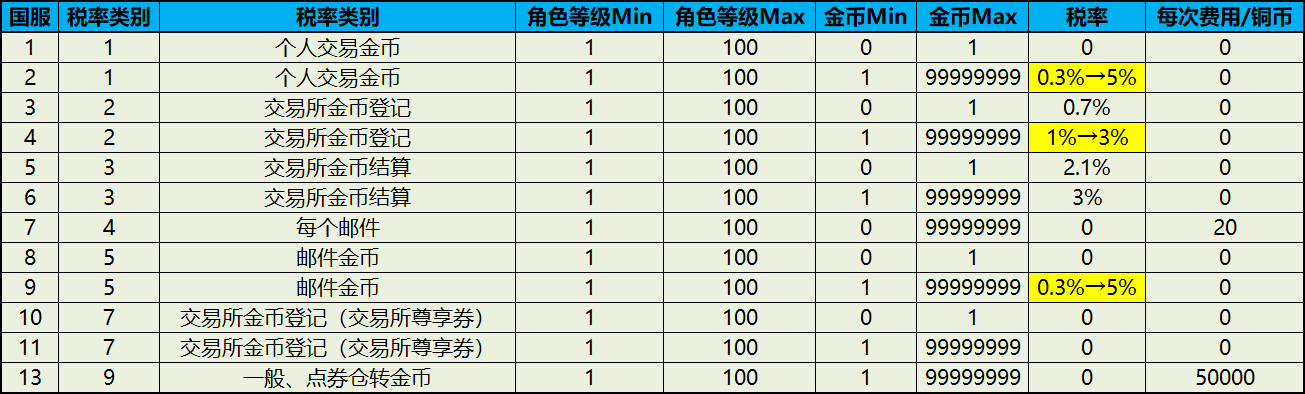 国服 税率类别 税率类别 角色等级Min 角色等级Max 金币Min 金币Max 税率 每次费用/铜币
1 1 个人交易金币 1 100 0 1 0 0
2 1 个人交易金币 1 100 1 99999999 0.3%→5% 0
3 2 交易所金币登记 1 100 0 1 0.7% 0
4 2 交易所金币登记 1 100 1 99999999 1%→3% 0
5 3 交易所金币结算 1 100 0 1 2.1% 0
6 3 交易所金币结算 1 100 1 99999999 3% 0
7 4 每个邮件 1 100 0 99999999 0 20
8 5 邮件金币 1 100 0 1 0 0
9 5 邮件金币 1 100 1 99999999 0.3%→5% 0
10 7 交易所金币登记（交易所尊享券） 1 100 0 1 0 0
11 7 交易所金币登记（交易所尊享券） 1 100 1 99999999 0 0
13 9 一般、点券仓转金币 1 100 1 99999999 0 50000